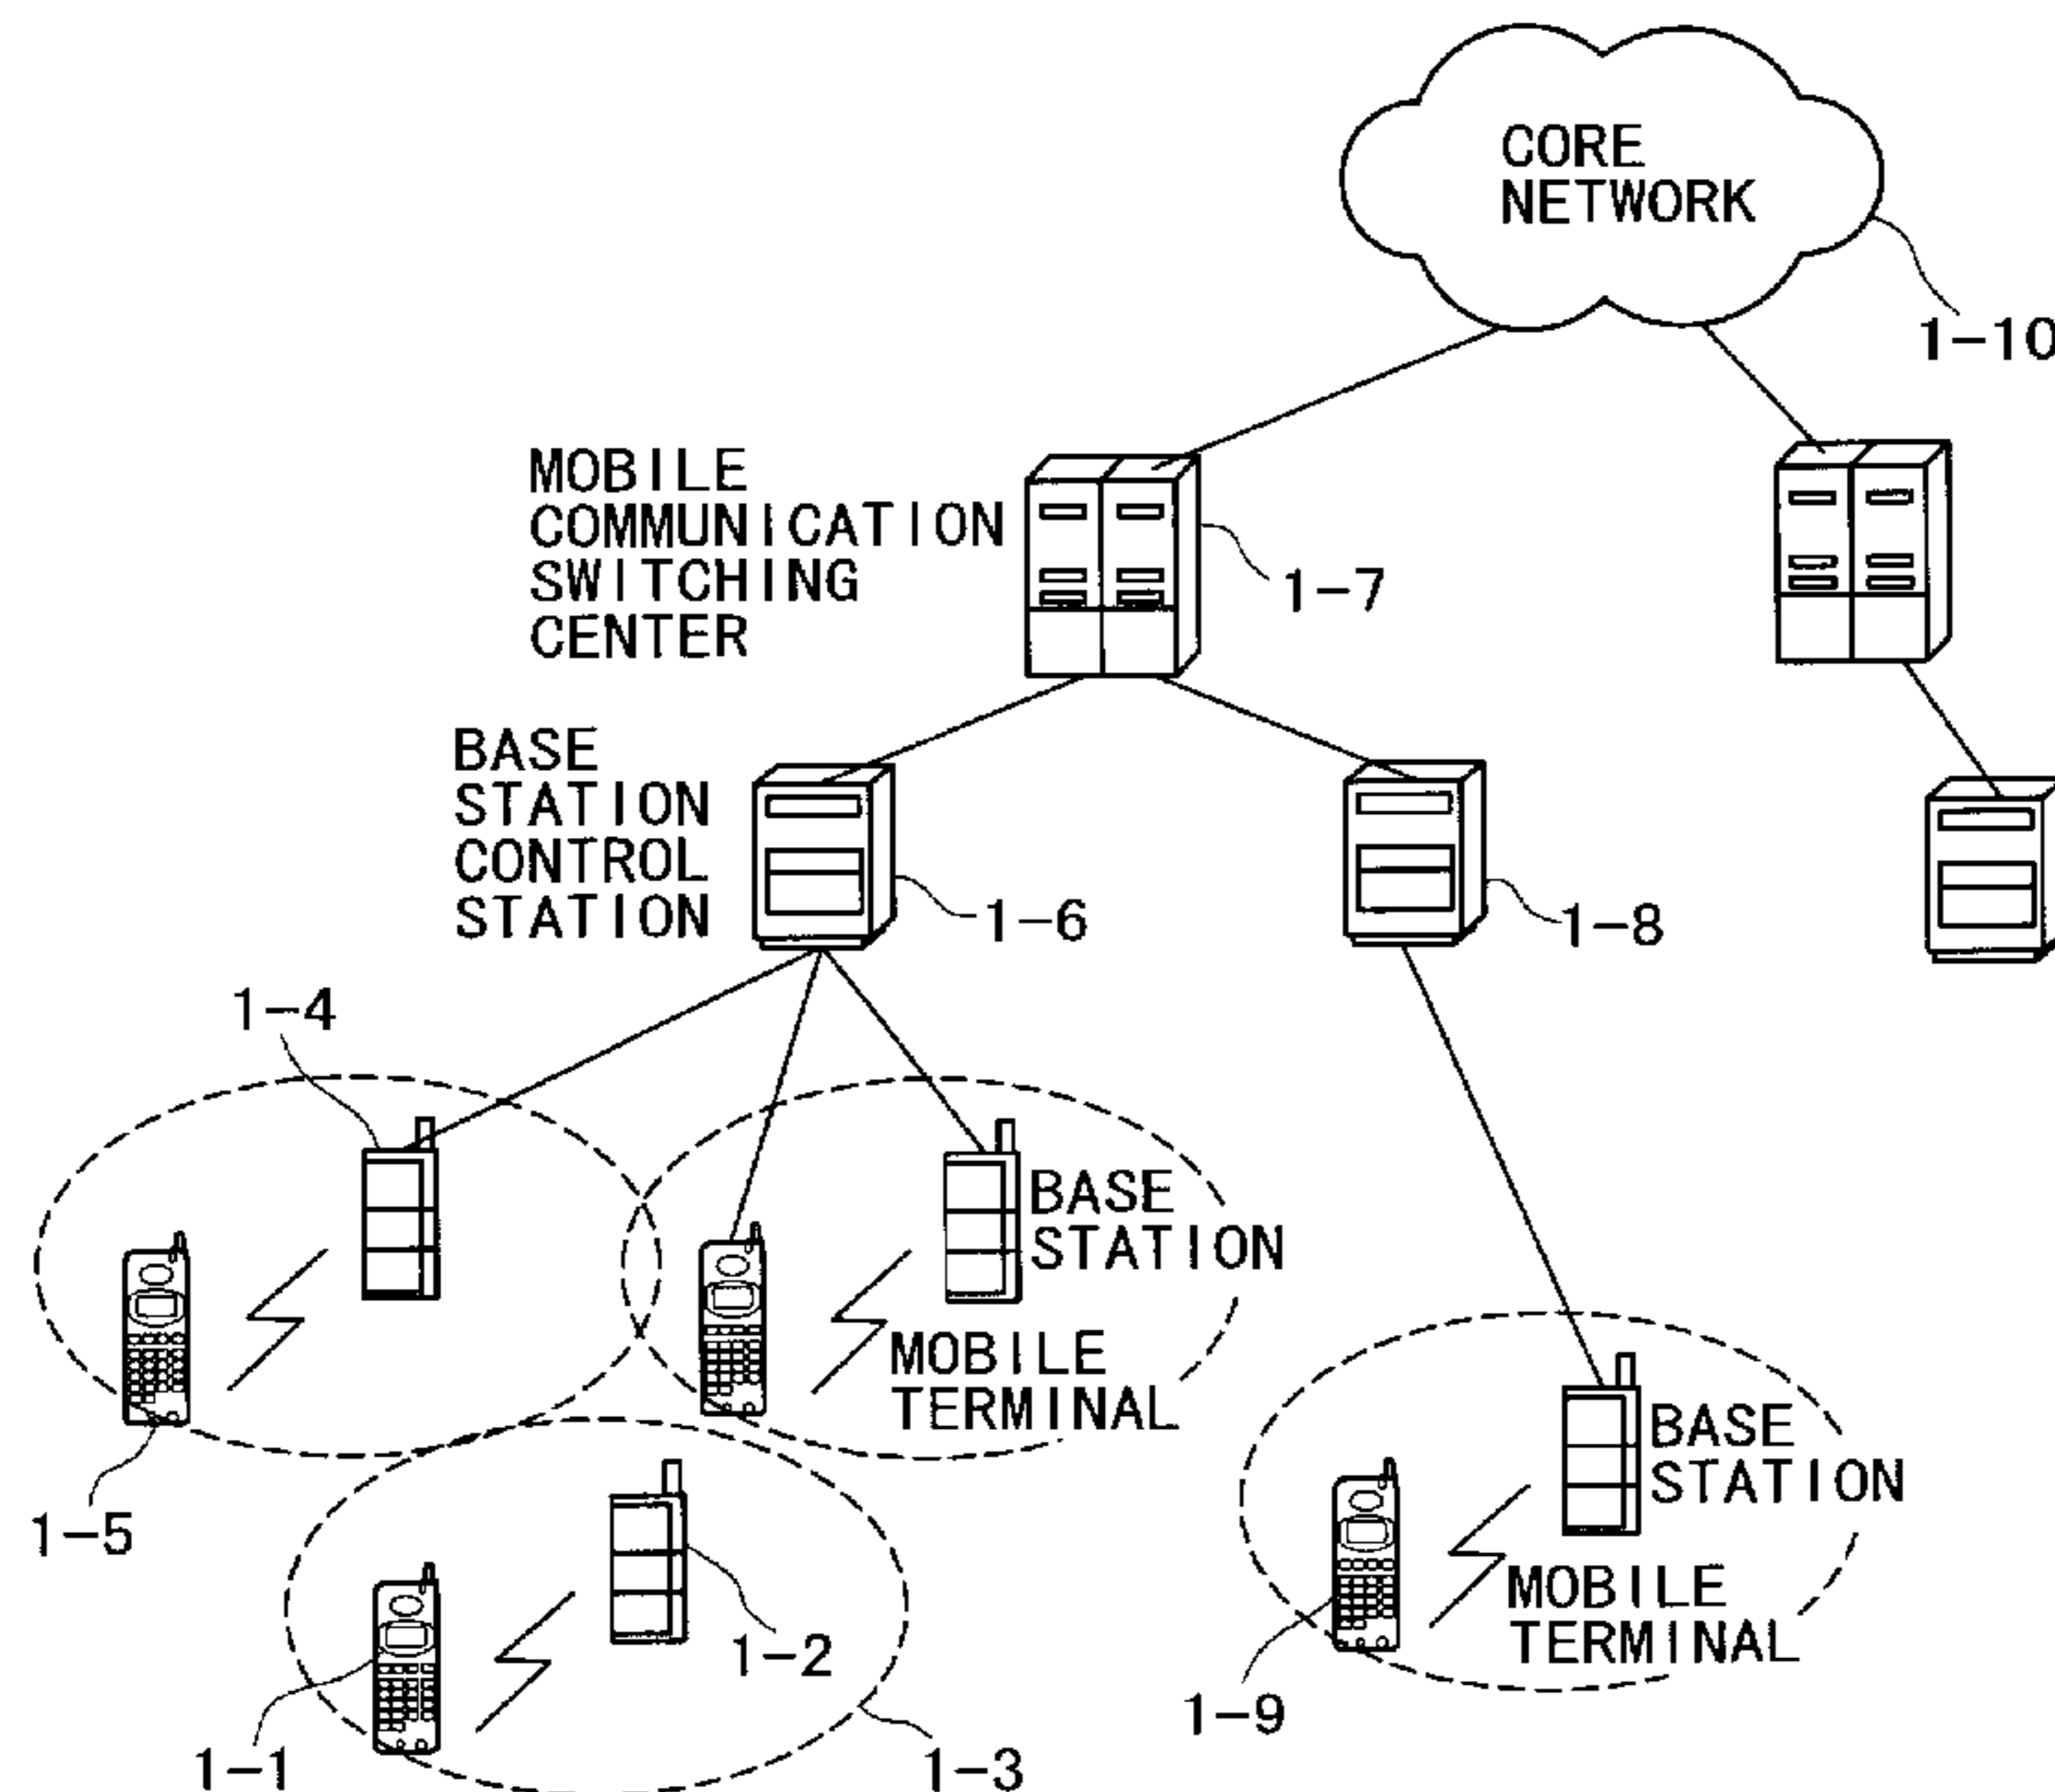 CORE
NETWORK
1-10
MOBILE
COMMUNICATION
SWITCHING
CENTER
1-7
BASE
STATION
CONTROL
STATION
1-6
1-8
1-4
BASE
STATION
MOBILE
TERMINAL
1-5
BASE
STATION
MOBILE
TERMINAL
1-2
1-9
1-1
1-3